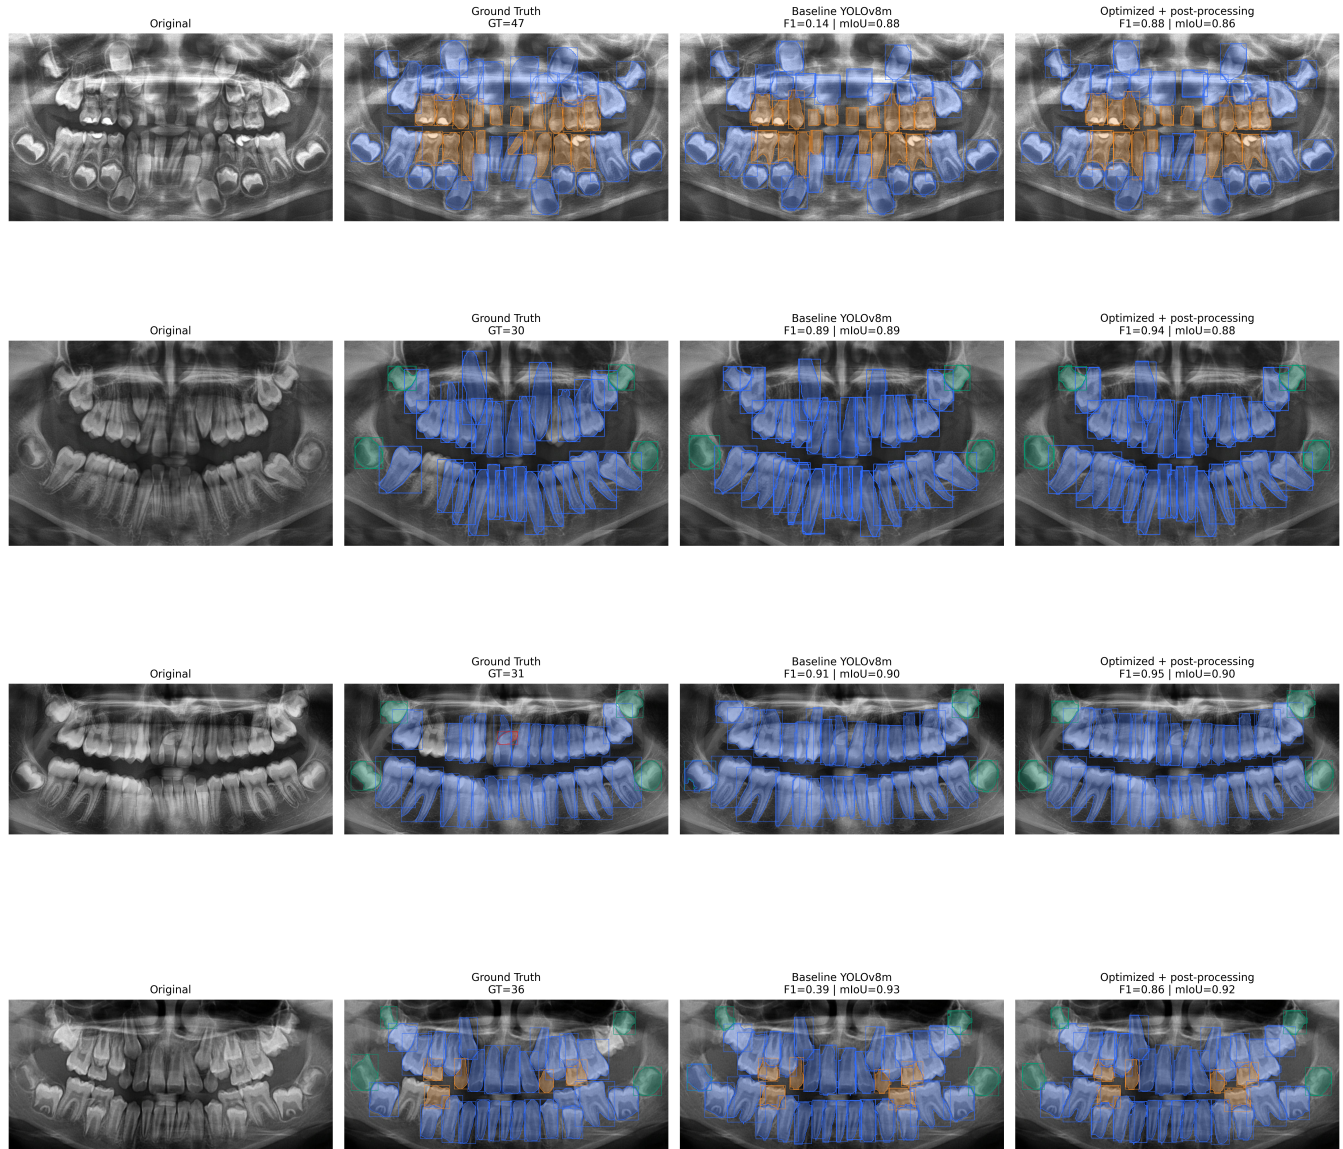 Original
Ground Truth
GT=47
Baseline YOLOv8m
F1=0.14 | mIoU=0.88
Optimized + post-processing
F1=0.88 | mIoU=0.86
Original
Ground Truth
GT=30
Baseline YOLOv8m
F1=0.89 | mIoU=0.89
Optimized + post-processing
F1=0.94 | mIoU=0.88
Original
Ground Truth
GT=31
Baseline YOLOv8m
F1=0.91 | mIoU=0.90
Optimized + post-processing
F1=0.95 | mIoU=0.90
Original
Ground Truth
GT=36
Baseline YOLOv8m
F1=0.39 | mIoU=0.93
Optimized + post-processing
F1=0.86 | mIoU=0.92